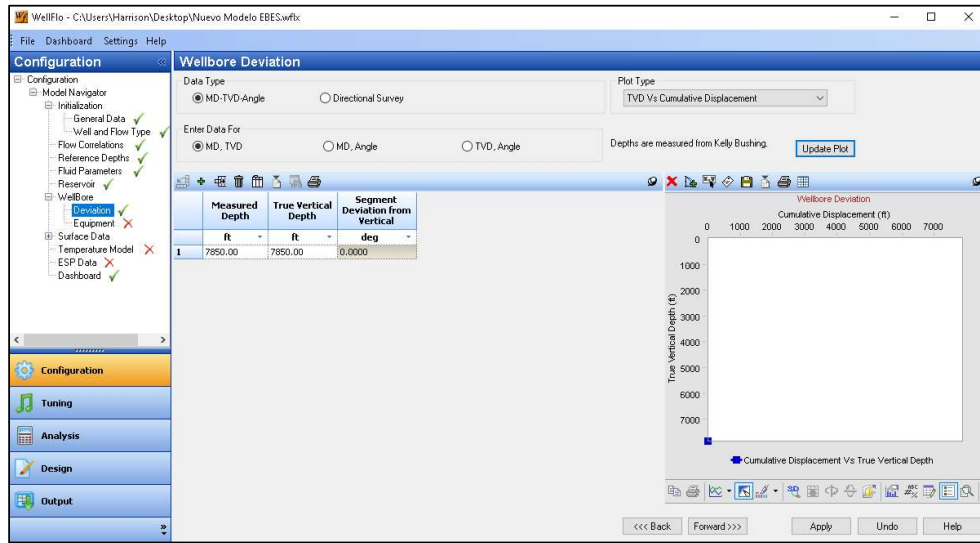 WellFlo - C:\Users\Harrison\Desktop\Nuevo Modelo EBES.wflx
File Dashboard Settings Help
Configuration
Wellbore Deviation
Configuration
Model Navigator
Initialization
General Data
Well and Flow Type
Flow Correlations
Reference Depths
Fluid Parameters
Reservoir
WellBore
Deviation
Equipment
Surface Data
Temperature Model
ESP Data
Dashboard
Configuration
Tuning
Analysis
Design
Output
Data Type
MD-TVD-Angle Directional Survey
Plot Type
TVD Vs Cumulative Displacement
Enter Data For
MD, TVD MD, Angle TVD, Angle
Depths are measured from Kelly Bushing.
Update Plot
Measured Depth True Vertical Depth Segment Deviation from Vertical
ft ft deg
1 7850.00 7850.00 0.0000
Wellbore Deviation
Cumulative Displacement (ft)
0 1000 2000 3000 4000 5000 6000 7000
0
1000
2000
3000
4000
5000
6000
7000
True Vertical Depth (ft)
Cumulative Displacement Vs True Vertical Depth
3D
ABC
<<< Back Forward >>> Apply Undo Help